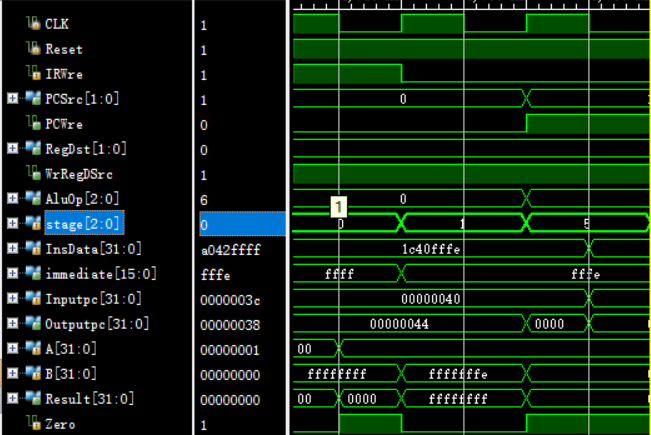 CLK 1
Reset 1
IRWre 1
PCSrc[1:0] 1 0
PCWre 0
RegDst[1:0] 0
WrRegDSrc 1
AluOp[2:0] 6 0
1
stage[2:0] 0 0 1 5
InsData[31:0] a042ffff 1c40fffe
immediate[15:0] fffe ffff fffe
Inputpc[31:0] 0000003c 00000040
Outputpc[31:0] 00000038 00000044 0000
A[31:0] 00000001 00
B[31:0] 00000000 ffffffff fffffffe
Result[31:0] 00000000 00 0000 ffffffff
Zero 1